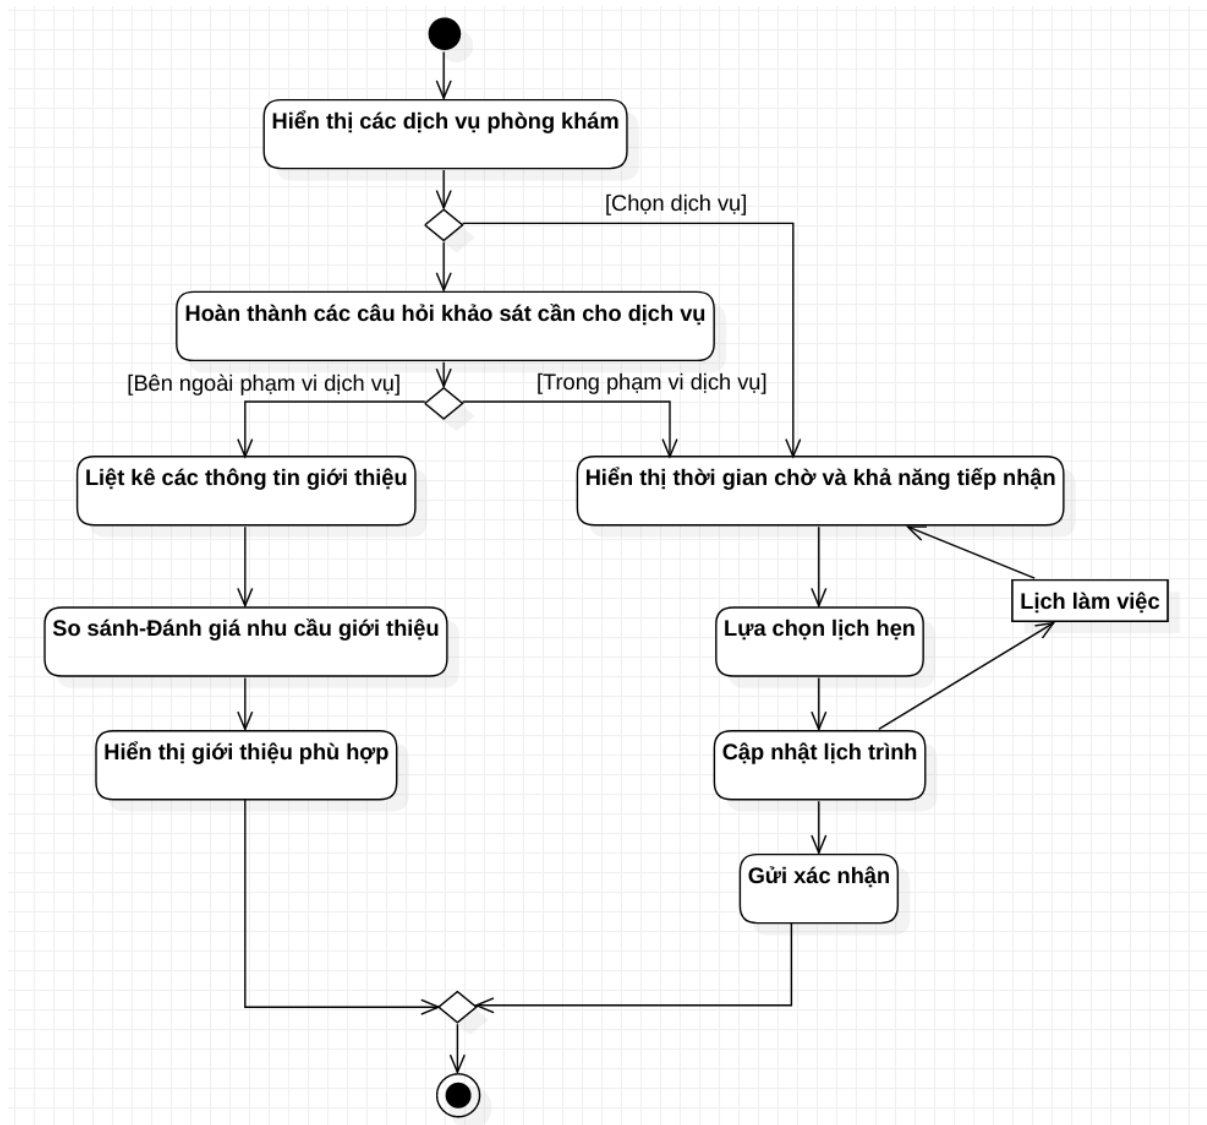 Hiển thị các dịch vụ phòng khám
[Chọn dịch vụ]
Hoàn thành các câu hỏi khảo sát cần cho dịch vụ
[Bên ngoài phạm vi dịch vụ]
[Trong phạm vi dịch vụ]
Liệt kê các thông tin giới thiệu
Hiển thị thời gian chờ và khả năng tiếp nhận
Lịch làm việc
So sánh-Đánh giá nhu cầu giới thiệu
Lựa chọn lịch hẹn
Hiển thị giới thiệu phù hợp
Cập nhật lịch trình
Gửi xác nhận